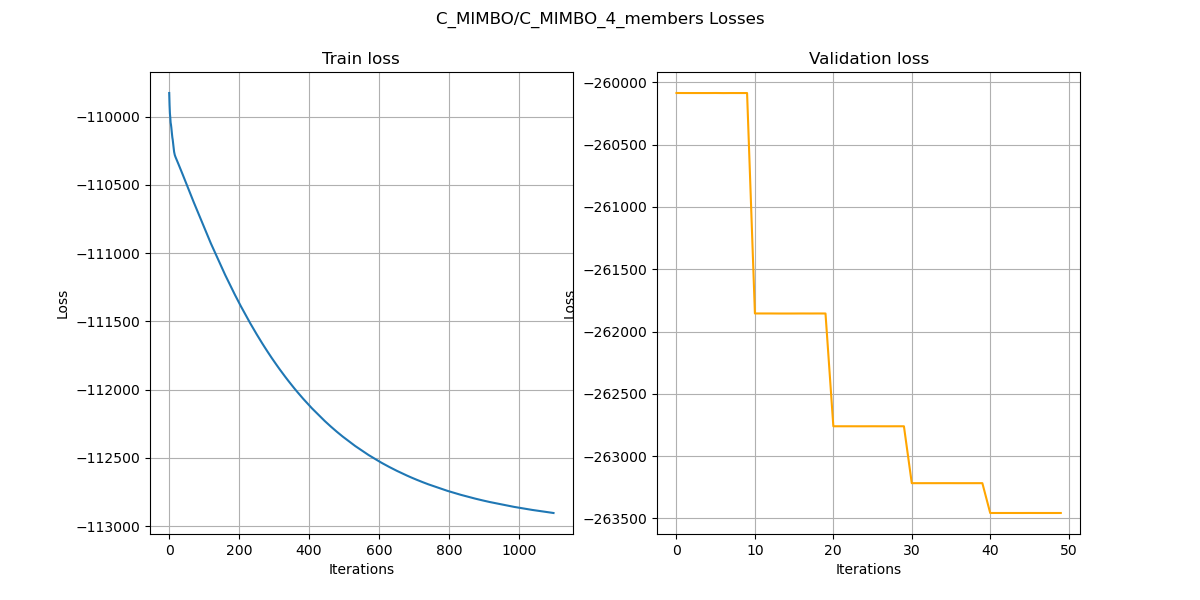 C_MIMBO/C_MIMBO_4_members Losses
Train loss
Loss
−110000
−110500
−111000
−111500
−112000
−112500
−113000
0 200 400 600 800 1000
Iterations
Validation loss
Loss
−260000
−260500
−261000
−261500
−262000
−262500
−263000
−263500
0 10 20 30 40 50
Iterations